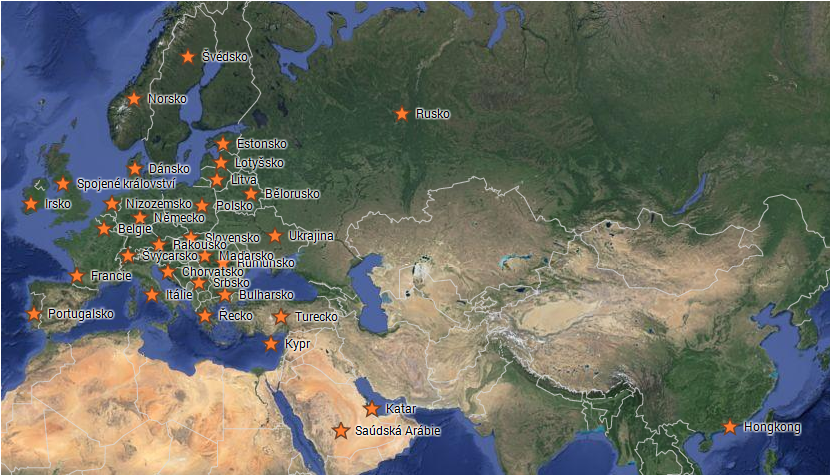 Švédsko
Norsko
Rusko
Estonsko
Lotyšsko
Dánsko
Litva
Spojené království
Bělorusko
Irsko
Nizozemsko
Polsko
Německo
Belgie
Slovensko
Ukrajina
Rakousko
Švýcarsko
Maďarsko
Rumunsko
Chorvatsko
Francie
Srbsko
Itálie
Bulharsko
Portugalsko
Řecko
Turecko
Kypr
Katar
Saúdská Arábie
Hongkong